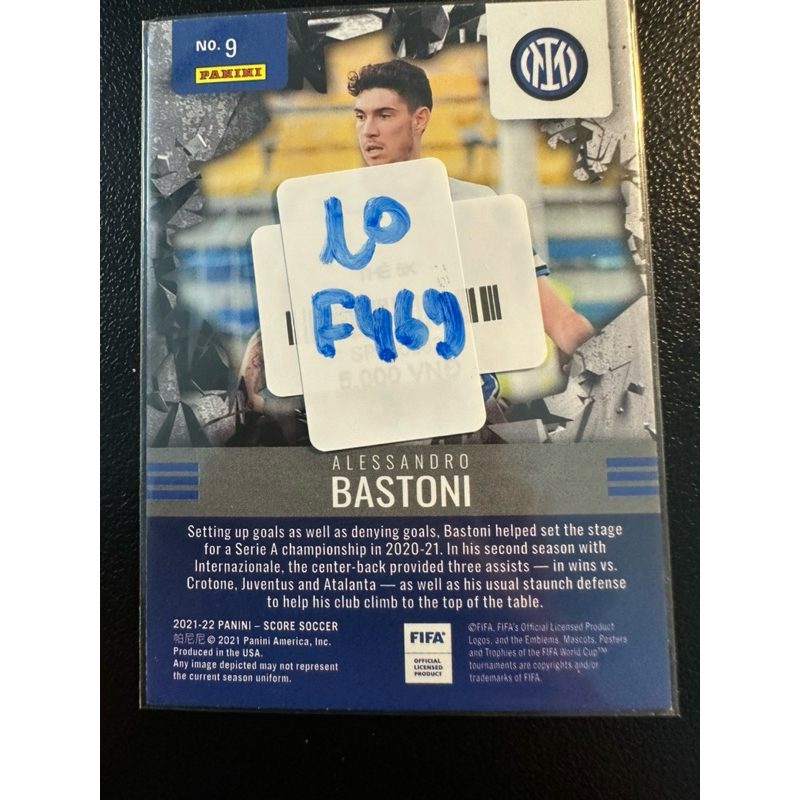 No. 9
PANINI
F469
5.000 VNĐ
ALESSANDRO
BASTONI
Setting up goals as well as denying goals, Bastoni helped set the stage
for a Serie A championship in 2020-21. In his second season with
Internazionale, the center-back provided three assists — in wins vs.
Crotone, Juventus and Atalanta — as well as his usual staunch defense
to help his club climb to the top of the table.
2021-22 PANINI – SCORE SOCCER
帕尼尼 © 2021 Panini America, Inc.
Produced in the USA.
Any image depicted may not represent
the current season uniform.
FIFA®
OFFICIAL
LICENSED
PRODUCT
©FIFA, FIFA's Official Licensed Product
Logos, and the Emblems, Mascots, Posters
and Trophies of the FIFA World Cup™
tournaments are copyrights and/or
trademarks of FIFA.